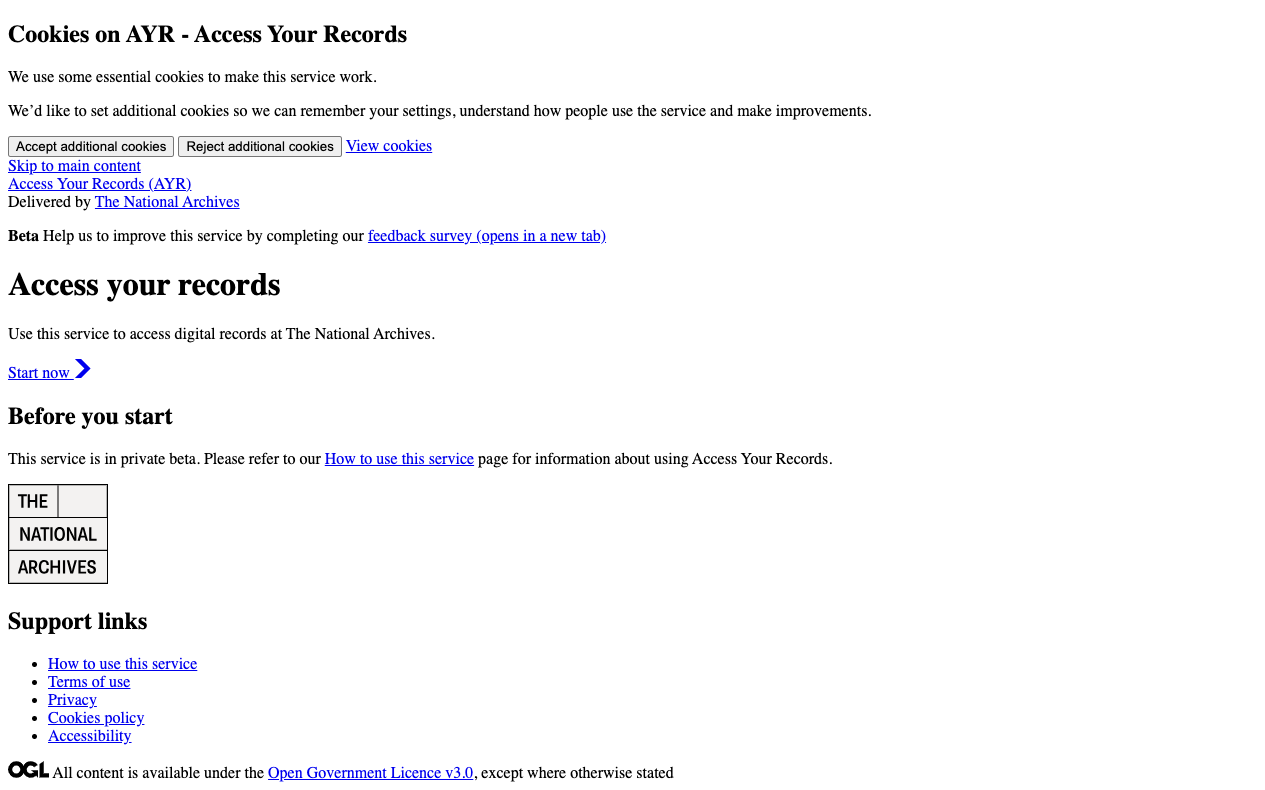 Cookies on AYR - Access Your Records
We use some essential cookies to make this service work.
We’d like to set additional cookies so we can remember your settings, understand how people use the service and make improvements.
Accept additional cookies Reject additional cookies View cookies
Skip to main content
Access Your Records (AYR)
Delivered by The National Archives
Beta Help us to improve this service by completing our feedback survey (opens in a new tab)
Access your records
Use this service to access digital records at The National Archives.
Start now
Before you start
This service is in private beta. Please refer to our How to use this service page for information about using Access Your Records.
THE
NATIONAL
ARCHIVES
Support links
How to use this service
Terms of use
Privacy
Cookies policy
Accessibility
OGL All content is available under the Open Government Licence v3.0, except where otherwise stated